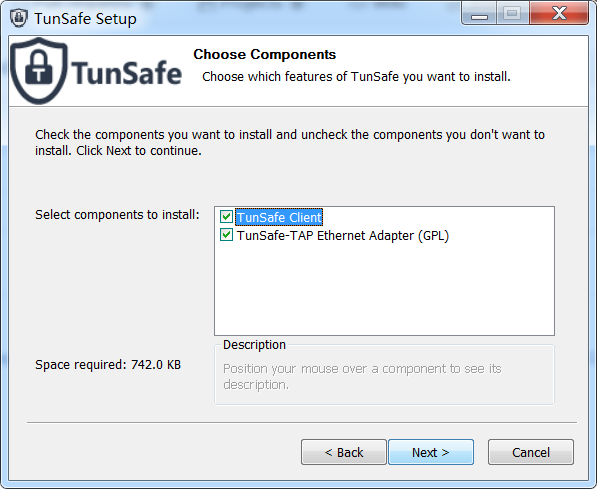 TunSafe Setup
TunSafe
Choose Components
Choose which features of TunSafe you want to install.
Check the components you want to install and uncheck the components you don't want to
install. Click Next to continue.
Select components to install:
TunSafe Client
TunSafe-TAP Ethernet Adapter (GPL)
Space required: 742.0 KB
Description
Position your mouse over a component to see its
description.
< Back
Next >
Cancel